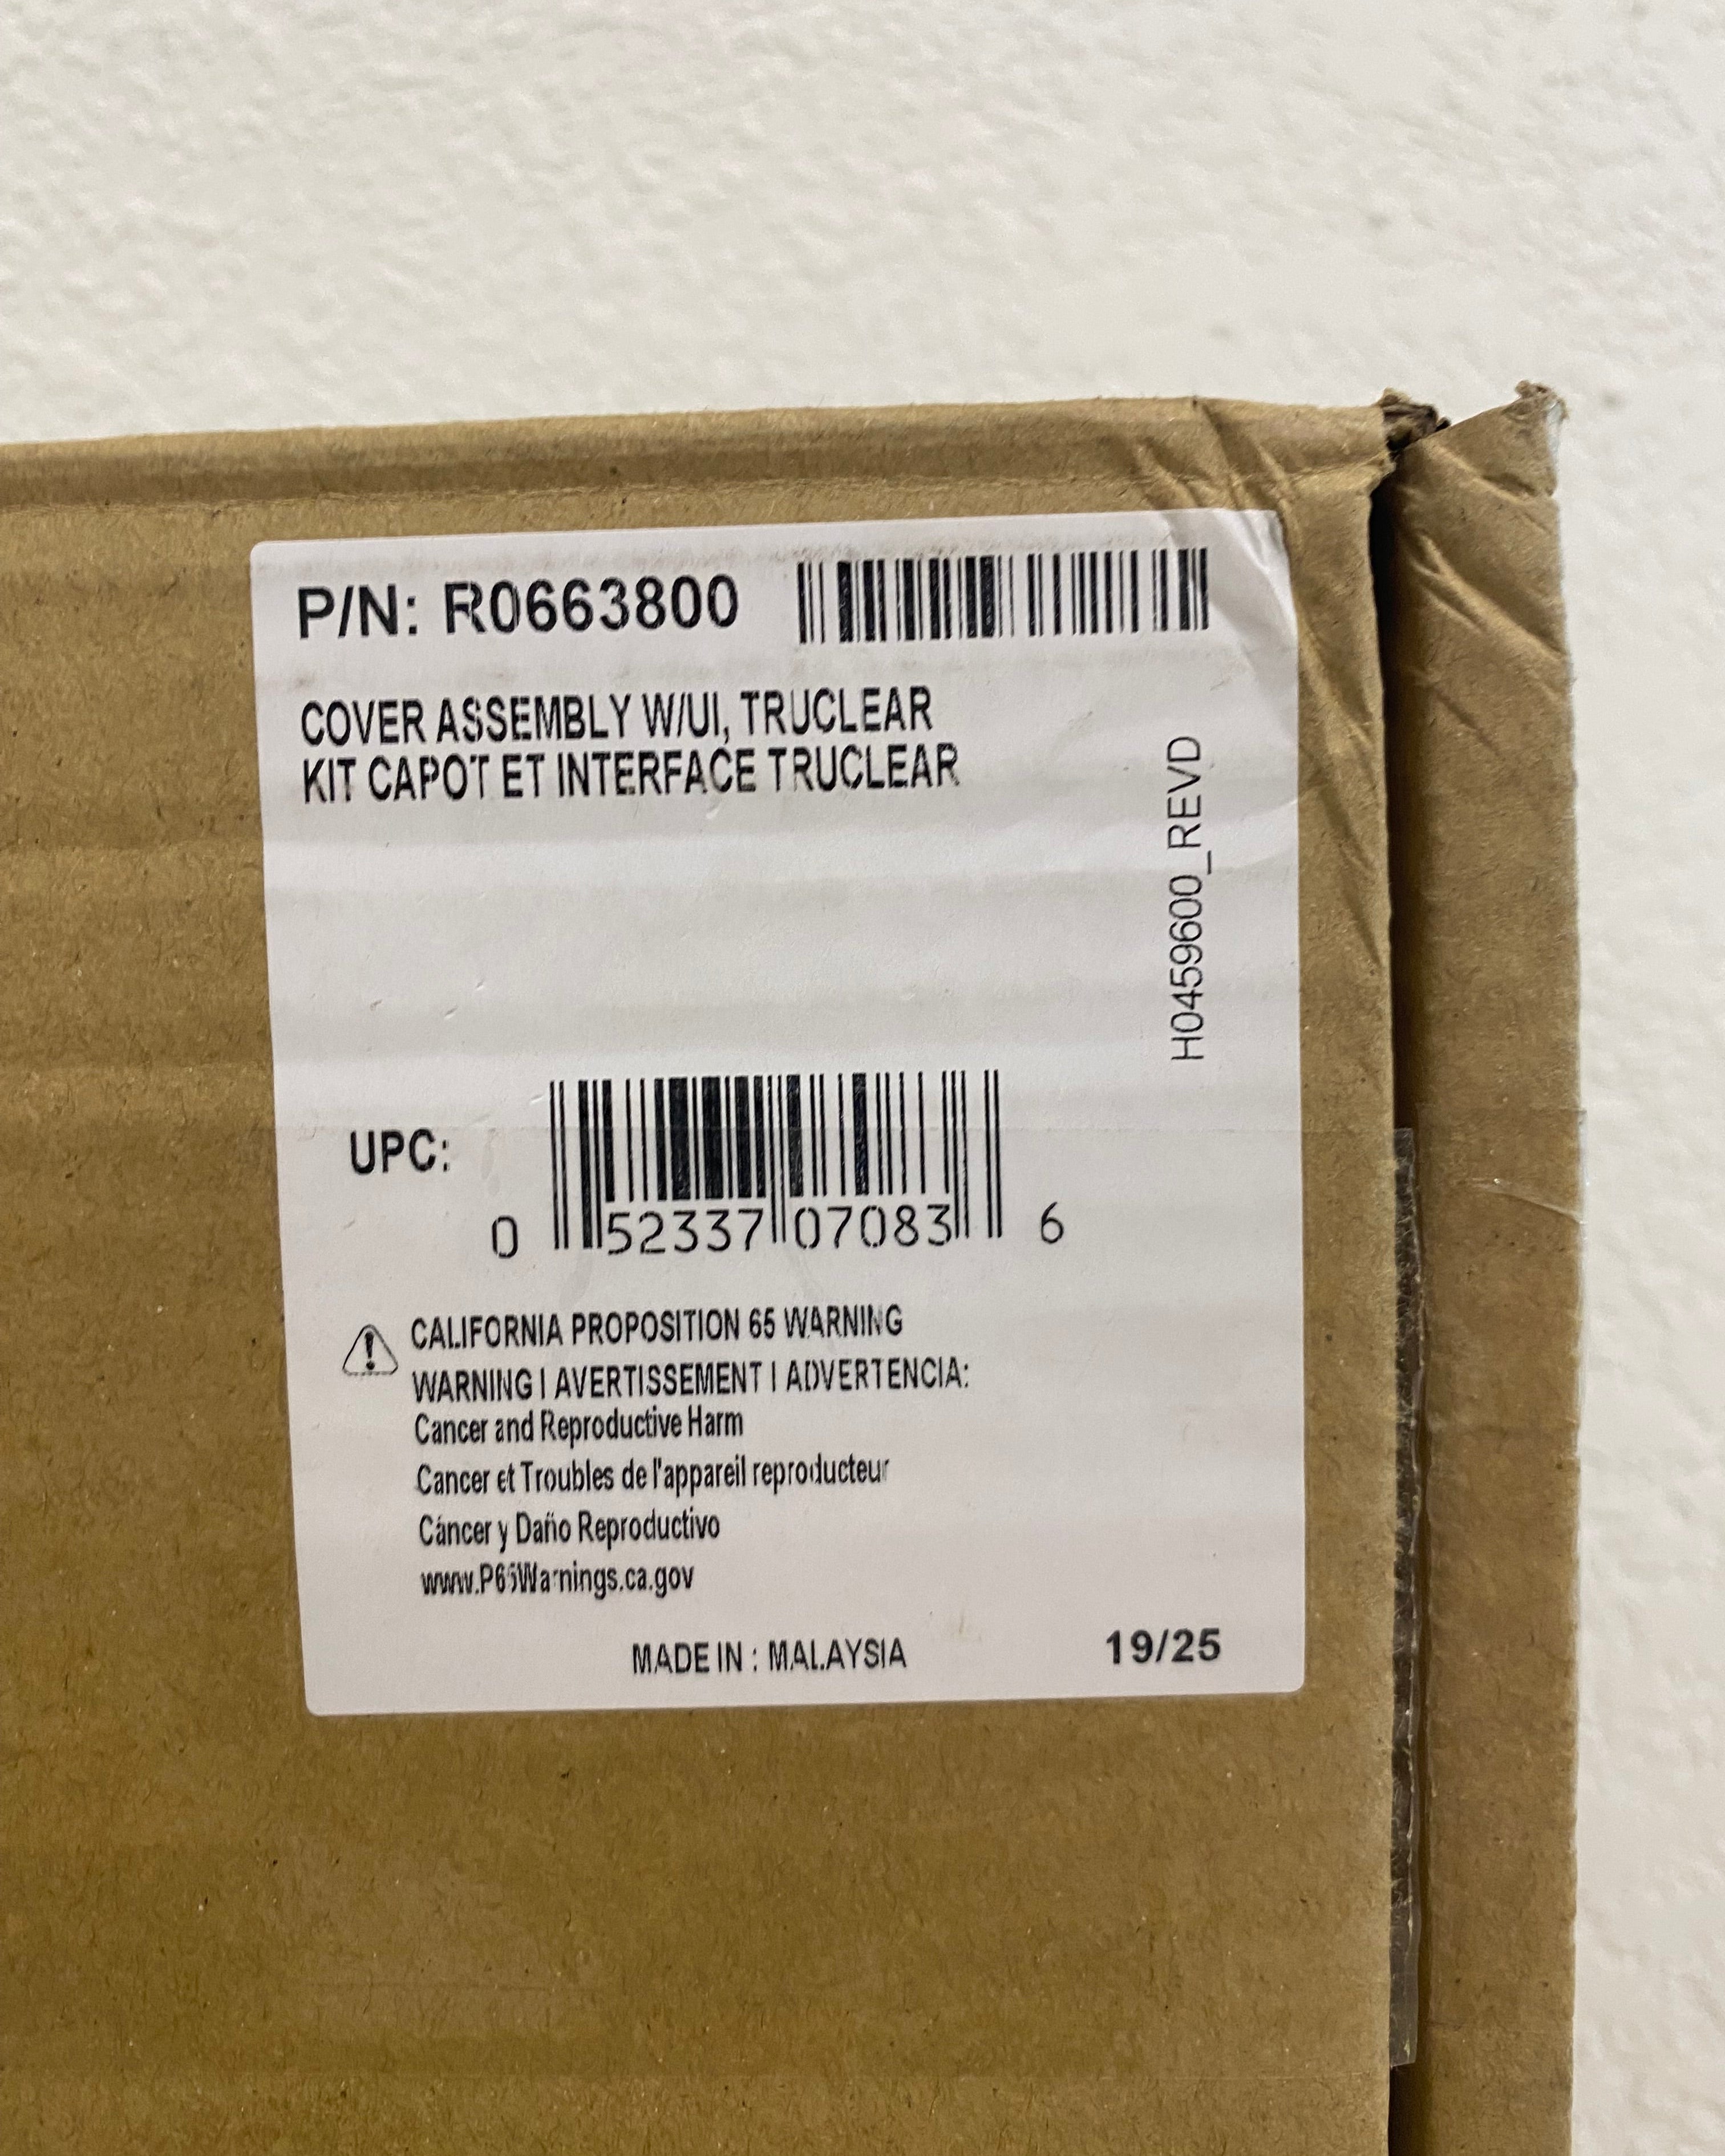 P/N: R0663800
COVER ASSEMBLY W/UI, TRUCLEAR
KIT CAPOT ET INTERFACE TRUCLEAR
H0459600_REVD
UPC:
0 52337 07083 6
CALIFORNIA PROPOSITION 65 WARNING
WARNING I AVERTISSEMENT I ADVERTENCIA:
Cancer and Reproductive Harm
Cancer et Troubles de l'appareil reproducteur
Cáncer y Daño Reproductivo
www.P65Warnings.ca.gov
MADE IN : MALAYSIA 19/25